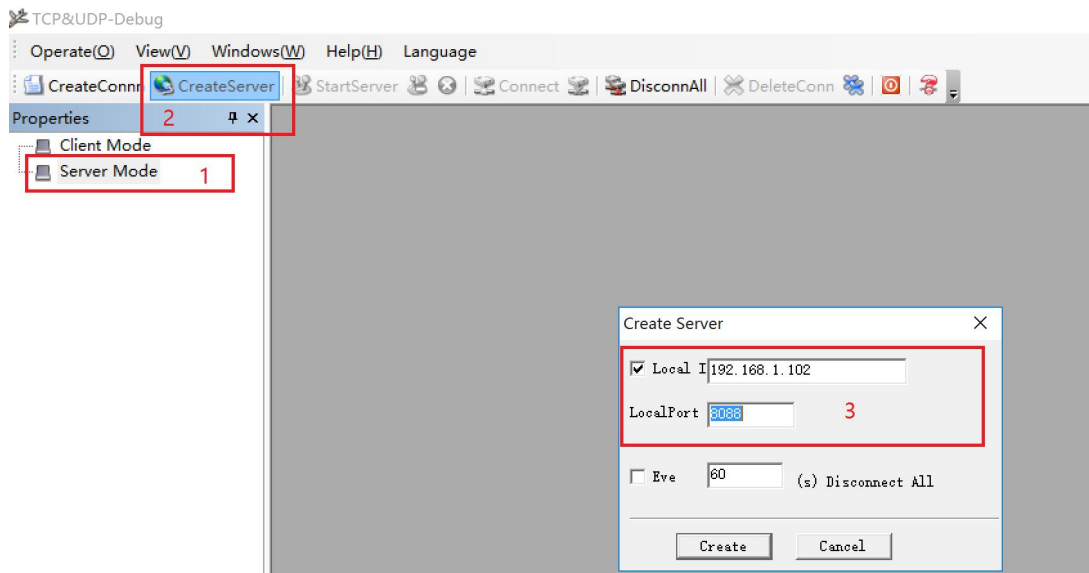 TCP&UDP-Debug
Operate(O) View(V) Windows(W) Help(H) Language
CreateConnn CreateServer StartServer Connect DisconnAll DeleteConn
Properties 2
Client Mode
Server Mode 1
Create Server
Local I 192.168.1.102
LocalPort 8088 3
Eve 60 (s) Disconnect All
Create Cancel